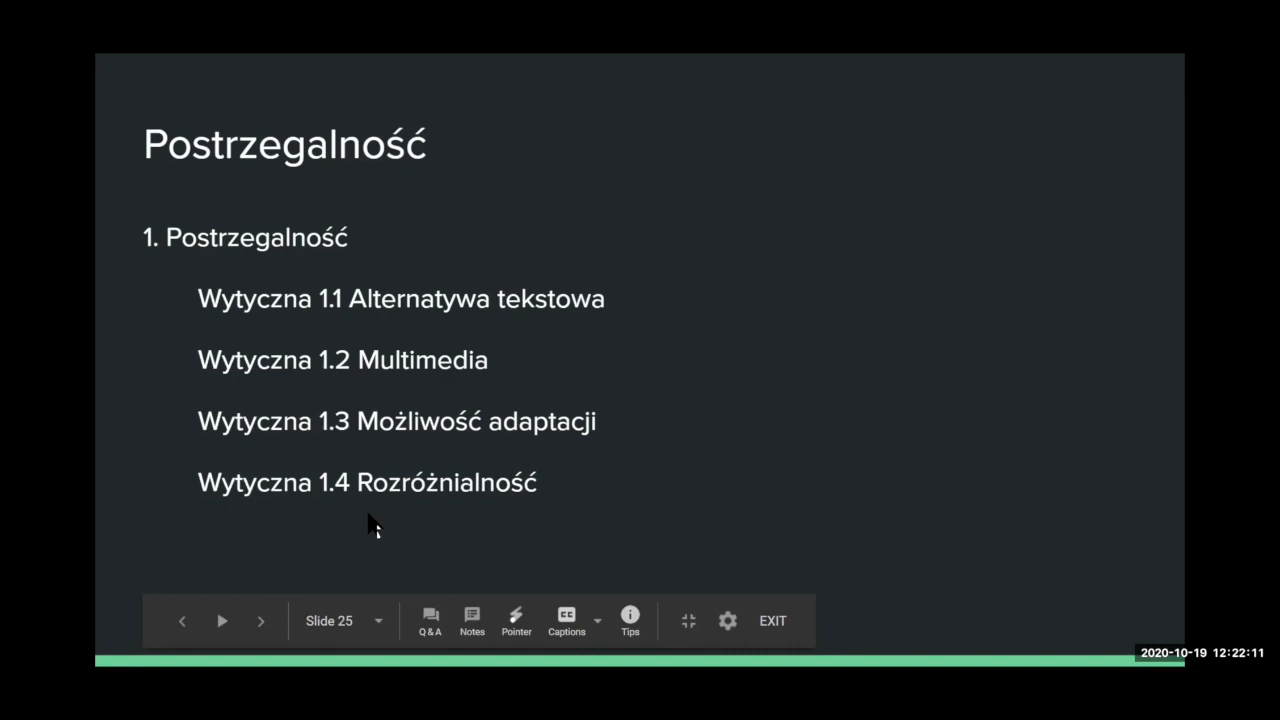 Postrzegalność
1. Postrzegalność
Wytyczna 1.1 Alternatywa tekstowa
Wytyczna 1.2 Multimedia
Wytyczna 1.3 Możliwość adaptacji
Wytyczna 1.4 Rozróżnialność
Slide 25
Q & A
Notes
Pointer
CC
Captions
Tips
EXIT
2020-10-19 12:22:11